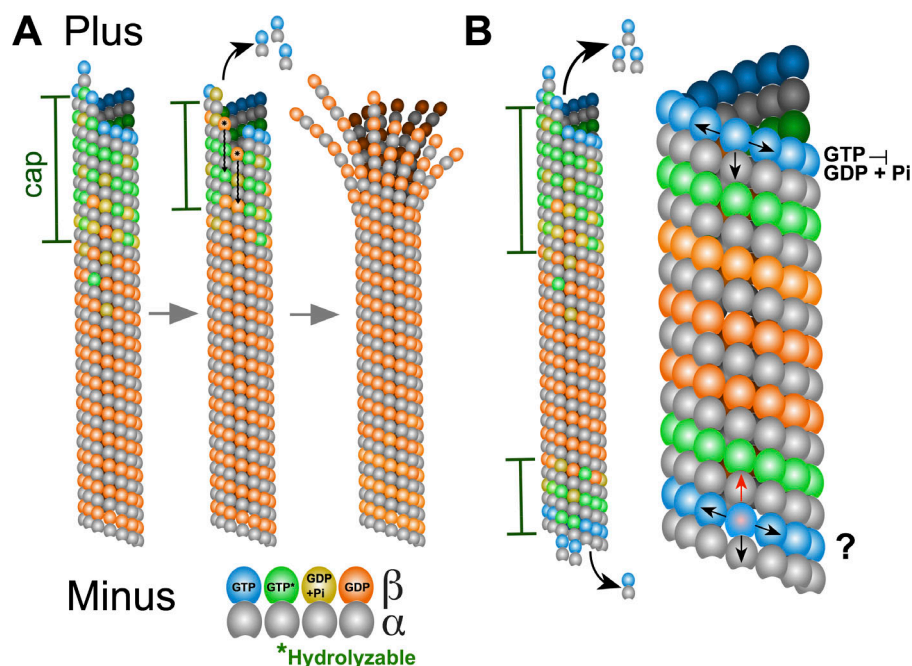 A Plus
cap
Minus
GTP GTP* GDP+Pi GDP β
α
*Hydrolyzable
B
GTP ⊣
GDP + Pi
?